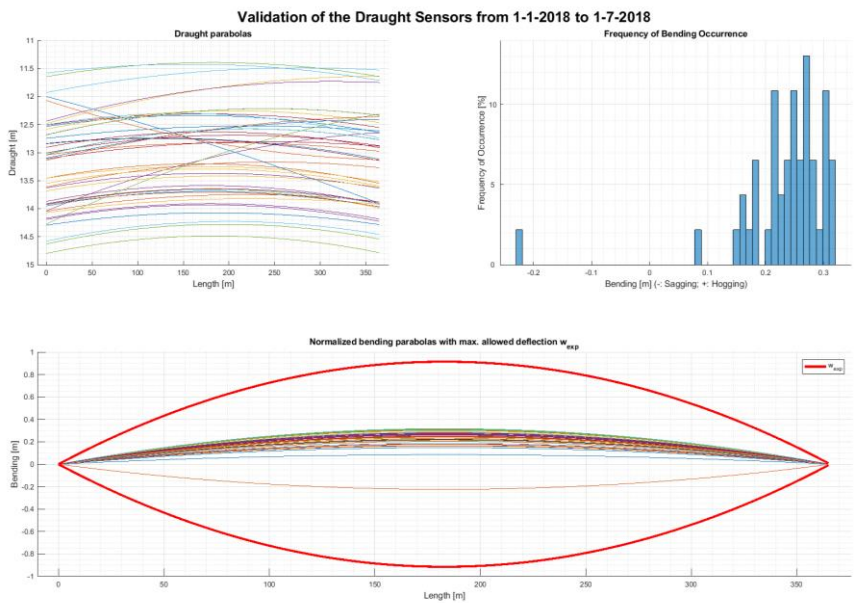 Validation of the Draught Sensors from 1-1-2018 to 1-7-2018
Draught parabolas
11
11.5
12
12.5
13
13.5
14
14.5
15
Draught [m]
0 50 100 150 200 250 300 350
Length [m]
Frequency of Bending Occurrence
10
5
0
Frequency of Occurrence [%]
-0.2 -0.1 0 0.1 0.2 0.3
Bending [m] (-: Sagging; +: Hogging)
Normalized bending parabolas with max. allowed deflection w_exp
1
0.8
0.6
0.4
0.2
0
-0.2
-0.4
-0.6
-0.8
-1
Bending [m]
w_exp
0 50 100 150 200 250 300 350
Length [m]